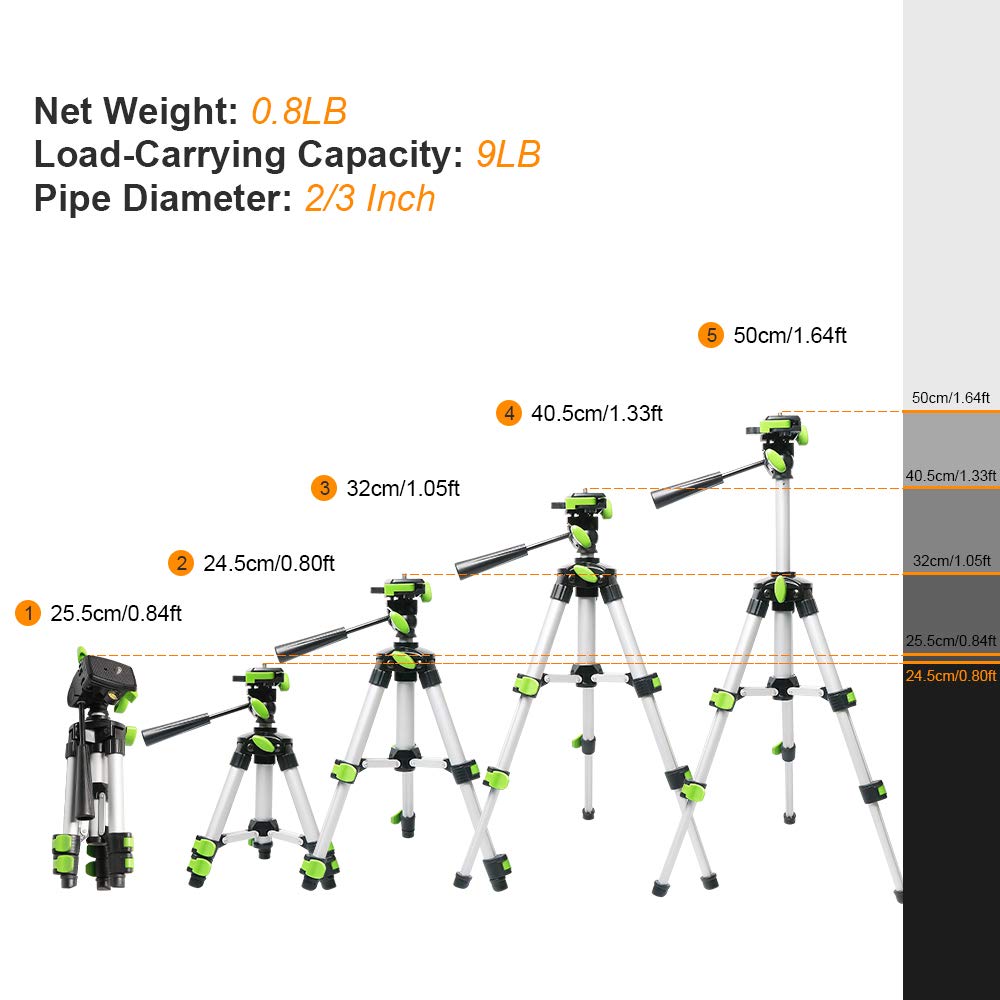 Net Weight: 0.8LB
Load-Carrying Capacity: 9LB
Pipe Diameter: 2/3 Inch
5 50cm/1.64ft
50cm/1.64ft
4 40.5cm/1.33ft
40.5cm/1.33ft
3 32cm/1.05ft
32cm/1.05ft
2 24.5cm/0.80ft
1 25.5cm/0.84ft
25.5cm/0.84ft
24.5cm/0.80ft